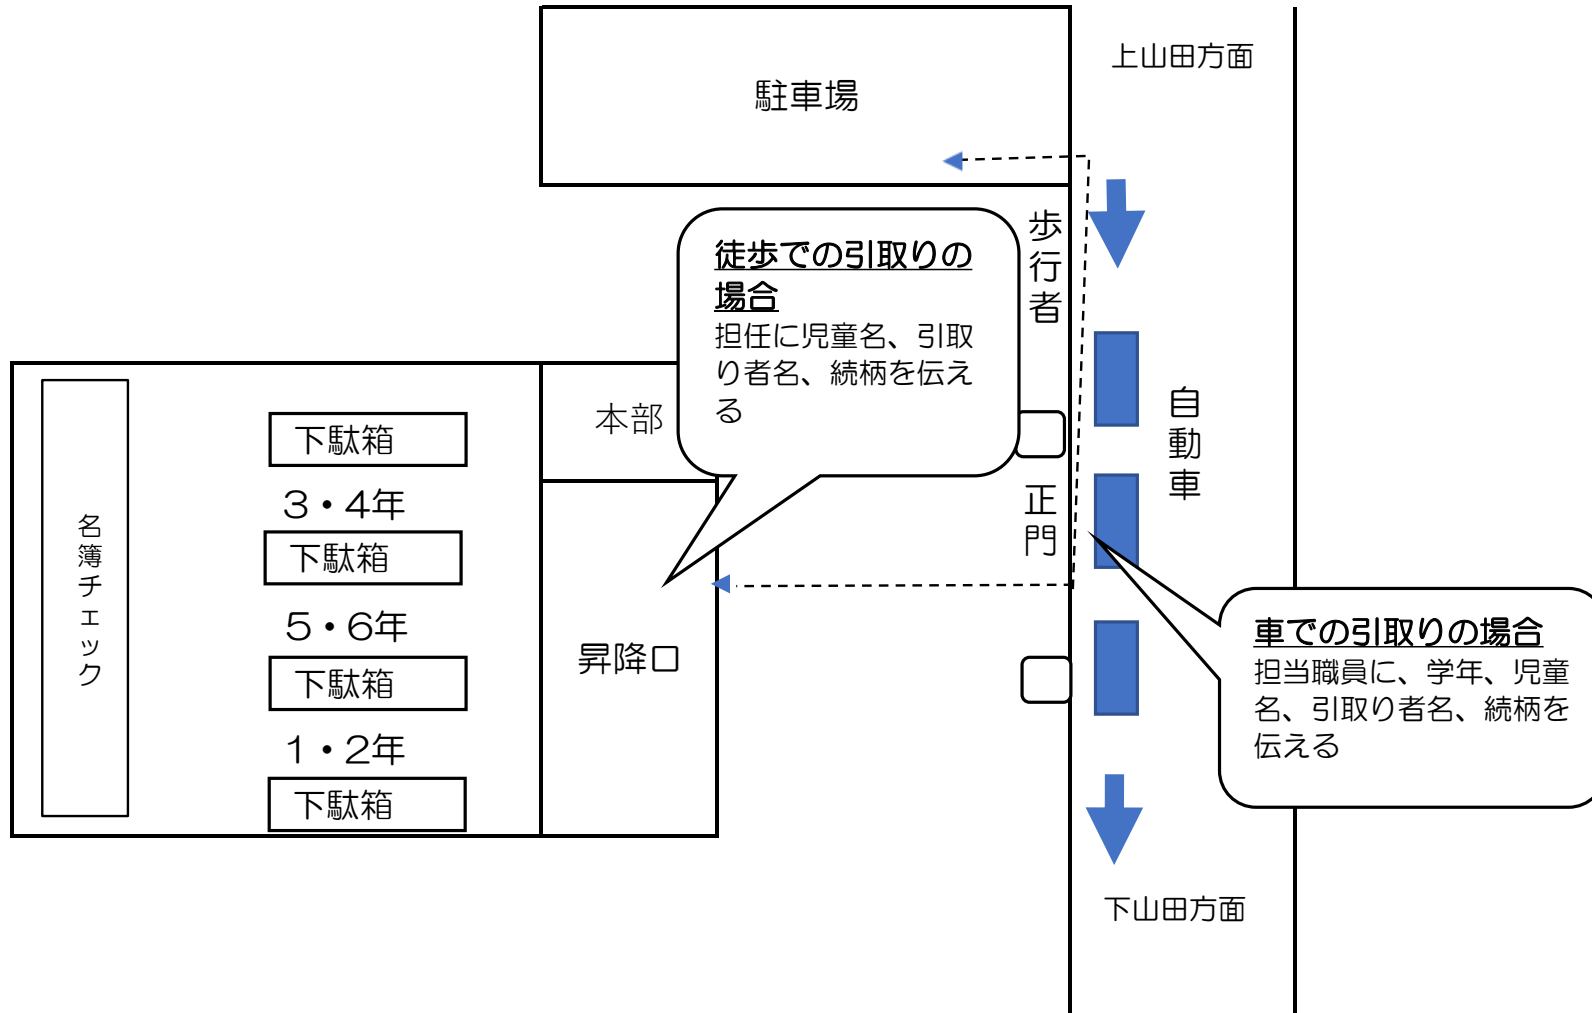 上山田方面
駐車場
歩行者
徒歩での引取りの
場合
担任に児童名、引取
り者名、続柄を伝え
る
自動車
本部
下駄箱
3・4年
下駄箱
5・6年
下駄箱
1・2年
下駄箱
名簿チェック
正門
昇降口
車での引取りの場合
担当職員に、学年、児童
名、引取り者名、続柄を
伝える
下山田方面